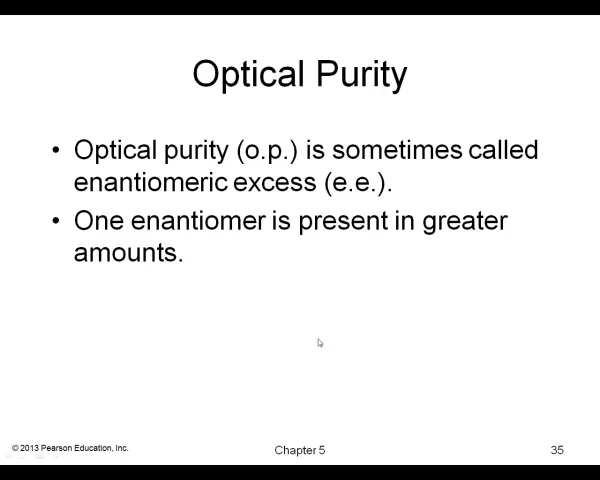 Optical Purity
• Optical purity (o.p.) is sometimes called
enantiomeric excess (e.e.).
• One enantiomer is present in greater
amounts.
© 2013 Pearson Education, Inc.
Chapter 5
35